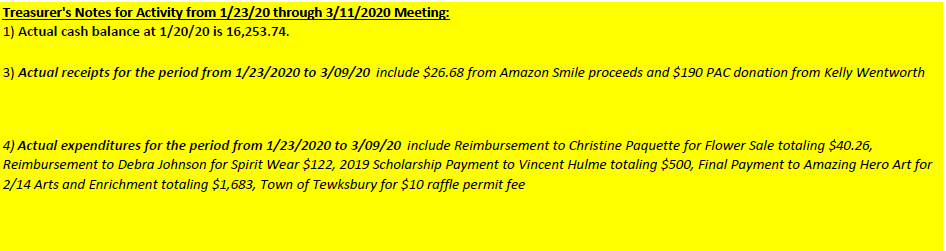 Treasurer's Notes for Activity from 1/23/20 through 3/11/2020 Meeting:
1) Actual cash balance at 1/20/20 is 16,253.74.
3) Actual receipts for the period from 1/23/2020 to 3/09/20 include $26.68 from Amazon Smile proceeds and $190 PAC donation from Kelly Wentworth
4) Actual expenditures for the period from 1/23/2020 to 3/09/20 include Reimbursement to Christine Paquette for Flower Sale totaling $40.26,
Reimbursement to Debra Johnson for Spirit Wear $122, 2019 Scholarship Payment to Vincent Hulme totaling $500, Final Payment to Amazing Hero Art for
2/14 Arts and Enrichment totaling $1,683, Town of Tewksbury for $10 raffle permit fee